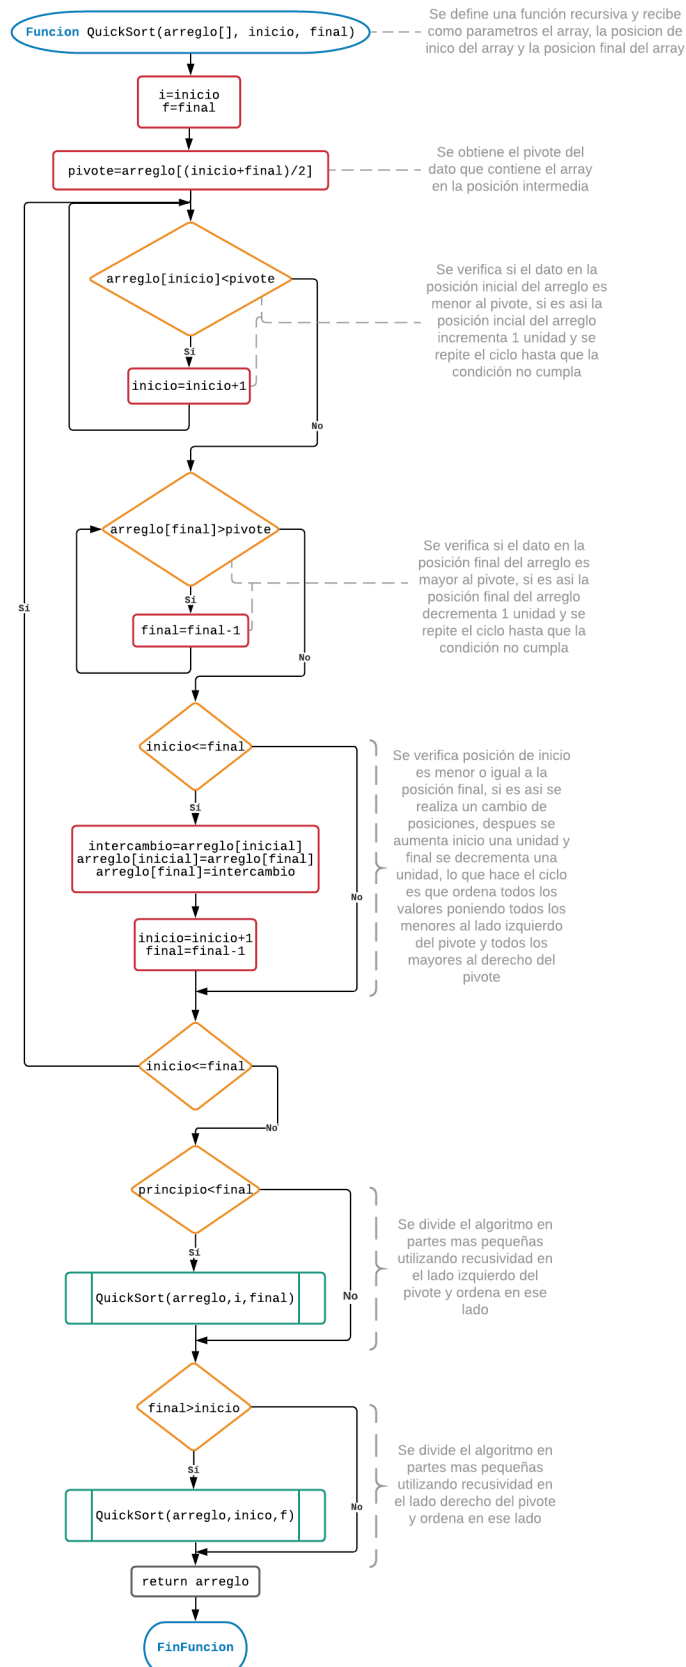 Funcion QuickSort(arreglo[], inicio, final)
Se define una función recursiva y recibe
como parametros el array, la posicion de
inico del array y la posicion final del array
i=inicio
f=final
pivote=arreglo[(inicio+final)/2]
Se obtiene el pivote del
dato que contiene el array
en la posición intermedia
arreglo[inicio]<pivote
Se verifica si el dato en la
posición inicial del arreglo es
menor al pivote, si es asi la
posición incial del arreglo
incrementa 1 unidad y se
repite el ciclo hasta que la
condición no cumpla
Sí
inicio=inicio+1
No
arreglo[final]>pivote
Se verifica si el dato en la
posición final del arreglo es
mayor al pivote, si es asi la
posición final del arreglo
decrementa 1 unidad y se
repite el ciclo hasta que la
condición no cumpla
Sí
Sí
final=final-1
No
inicio<=final
Se verifica posición de inicio
es menor o igual a la
posición final, si es asi se
realiza un cambio de
posiciones, despues se
aumenta inicio una unidad y
final se decrementa una
unidad, lo que hace el ciclo
es que ordena todos los
valores poniendo todos los
menores al lado izquierdo
del pivote y todos los
mayores al derecho del
pivote
Sí
intercambio=arreglo[inicial]
arreglo[inicial]=arreglo[final]
arreglo[final]=intercambio
No
inicio=inicio+1
final=final-1
inicio<=final
No
principio<final
Se divide el algoritmo en
partes mas pequeñas
utilizando recusividad en
el lado izquierdo del
pivote y ordena en ese
lado
Sí
QuickSort(arreglo,i,final)
No
final>inicio
Se divide el algoritmo en
partes mas pequeñas
utilizando recusividad en
el lado derecho del pivote
y ordena en ese lado
Sí
QuickSort(arreglo,inico,f)
No
return arreglo
FinFuncion